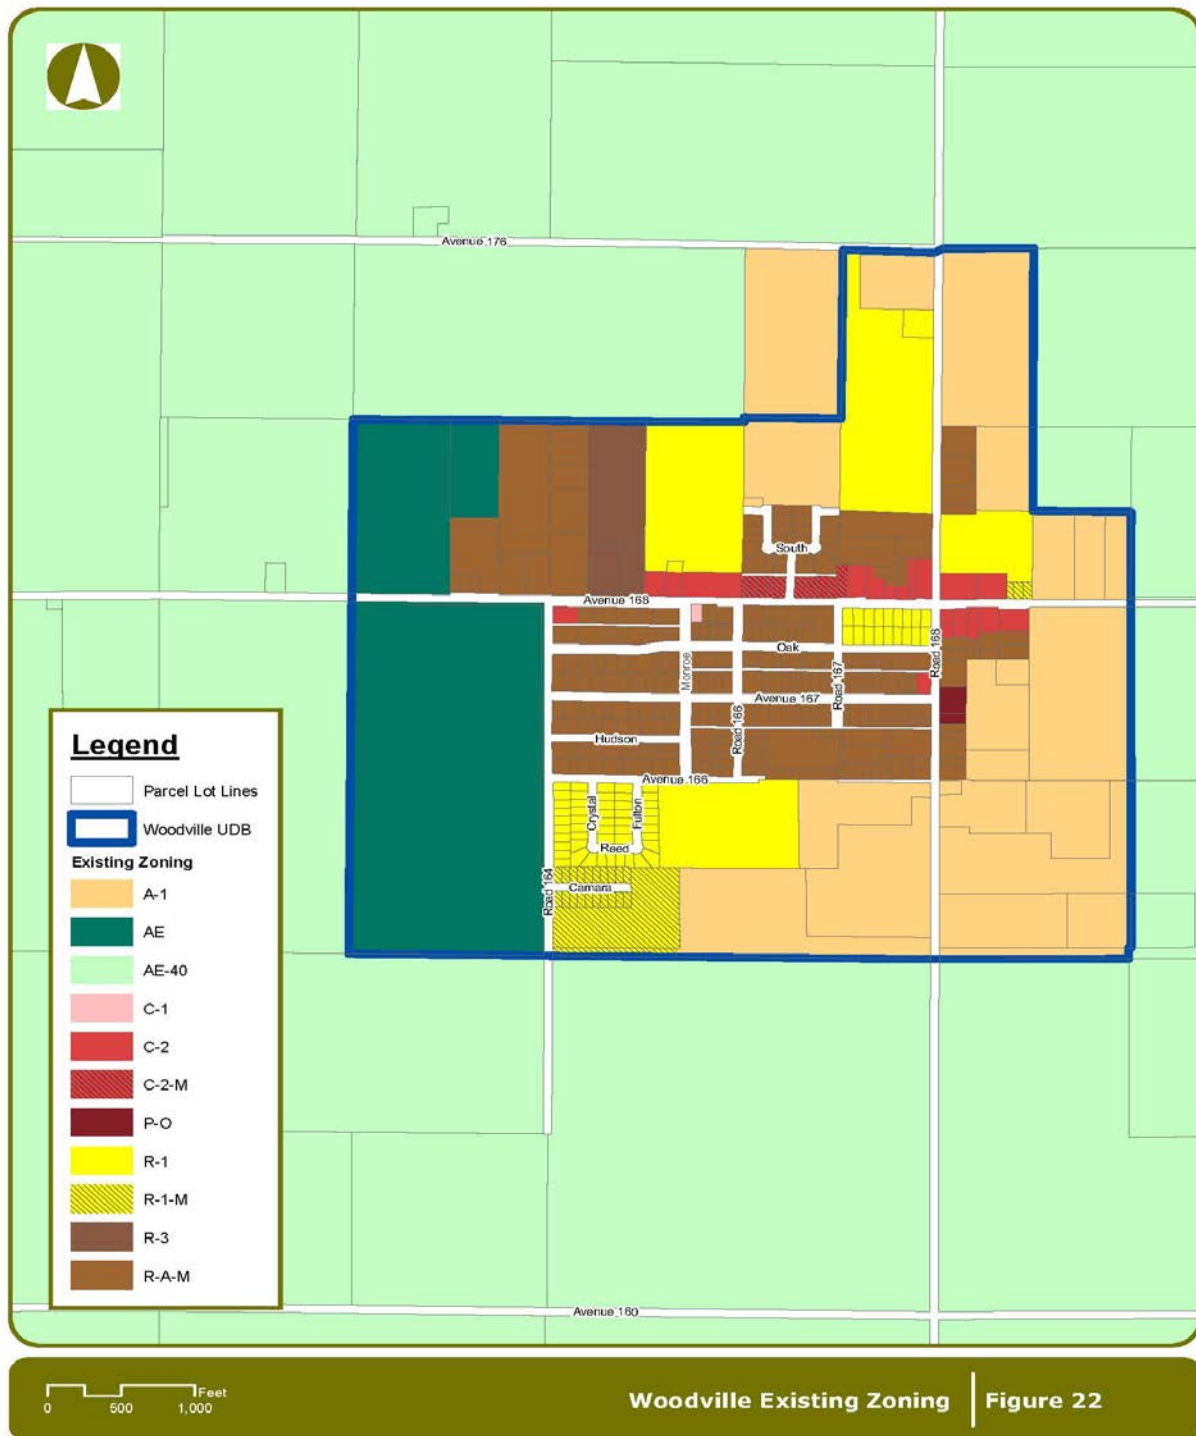 Avenue 176
South
Avenue 168
Oak
Monroe
Road 167
Road 168
Avenue 167
Road 166
Hudson
Avenue 166
Crystal
Fulton
Reed
Road 164
Camara
Legend
Parcel Lot Lines
Woodville UDB
Existing Zoning
A-1
AE
AE-40
C-1
C-2
C-2-M
P-O
R-1
R-1-M
R-3
R-A-M
Avenue 160
Feet
0 500 1,000
Woodville Existing Zoning Figure 22